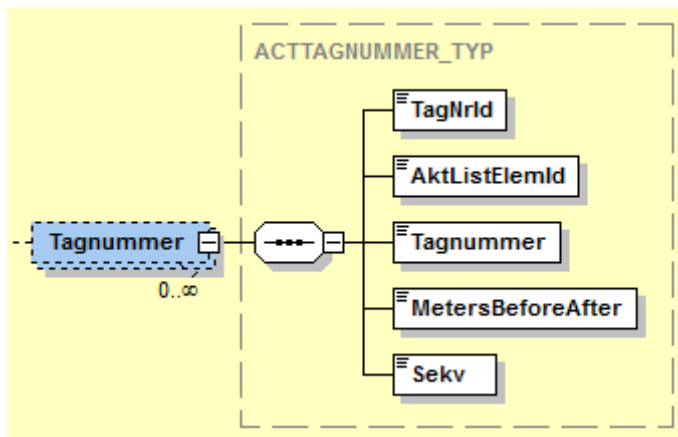 ACTTAGNUMMER_TYP
TagNrId
AktListElemId
Tagnummer
Tagnummer
0..∞
MetersBeforeAfter
Sekv